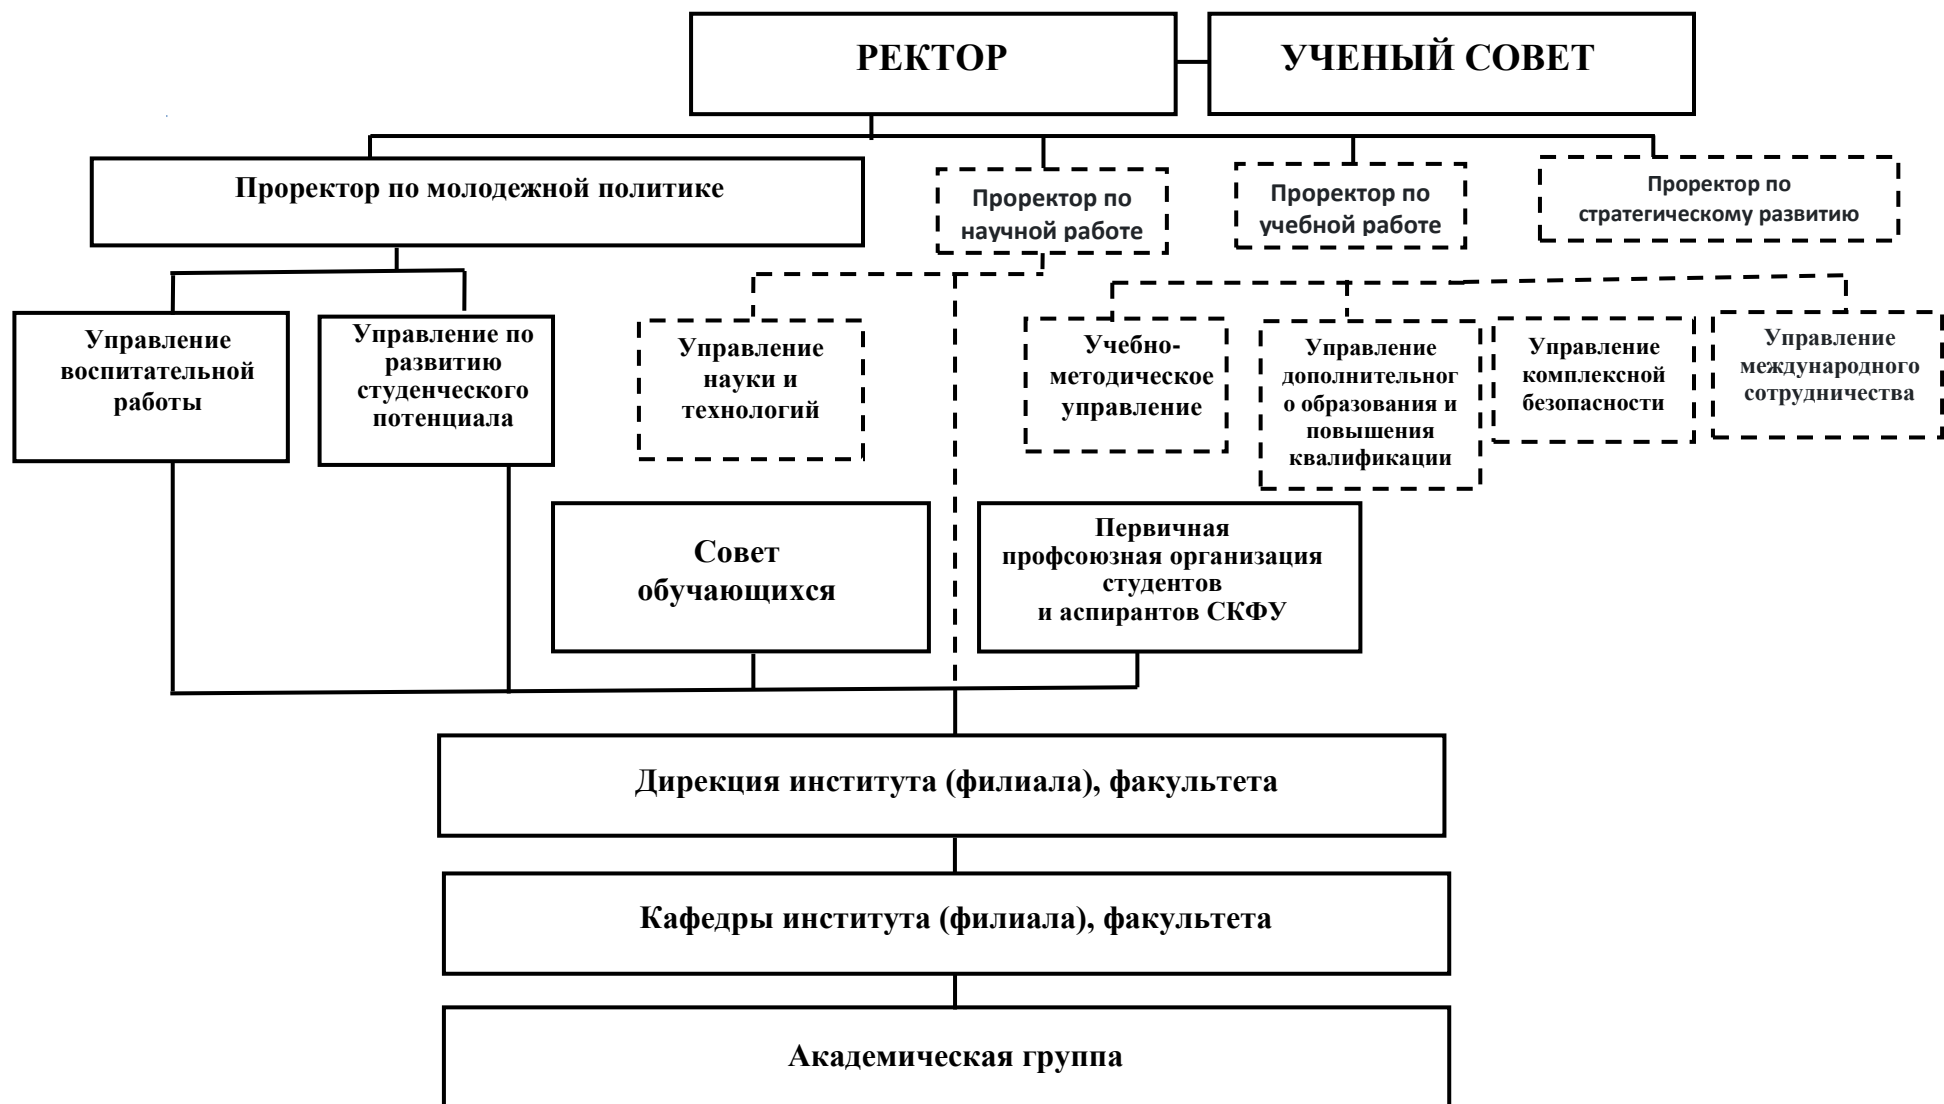 РЕКТОР
УЧЕНЫЙ СОВЕТ
Проректор по молодежной политике
Проректор по
научной работе
Проректор по
учебной работе
Проректор по
стратегическому развитию
Управление
воспитательной
работы
Управление по
развитию
студенческого
потенциала
Управление
науки и
технологий
Учебно-
методическое
управление
Управление
дополнительног
о образования и
повышения
квалификации
Управление
комплексной
безопасности
Управление
международного
сотрудничества
Совет
обучающихся
Первичная
профсоюзная организация
студентов
и аспирантов СКФУ
Дирекция института (филиала), факультета
Кафедры института (филиала), факультета
Академическая группа